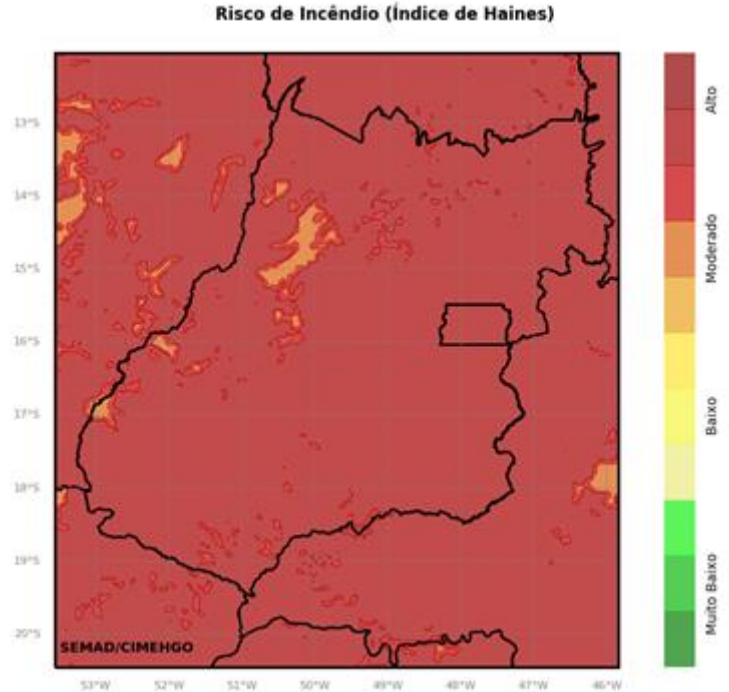 Risco de Incêndio (Índice de Haines)
Alto
Moderado
Baixo
Muito Baixo
13°S
14°S
15°S
16°S
17°S
18°S
19°S
20°S
SEMAD/CIMEHGO
53°W 52°W 51°W 50°W 49°W 48°W 47°W 46°W